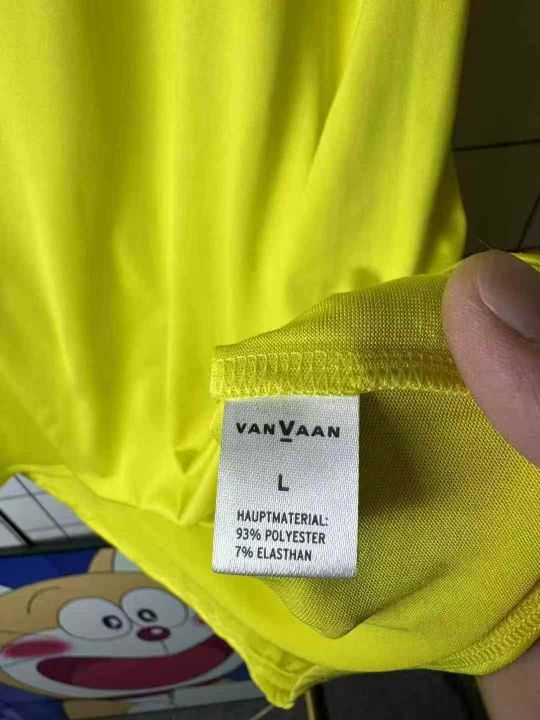 VANVAAN
L
HAUPTMATERIAL:
93% POLYESTER
7% ELASTHAN